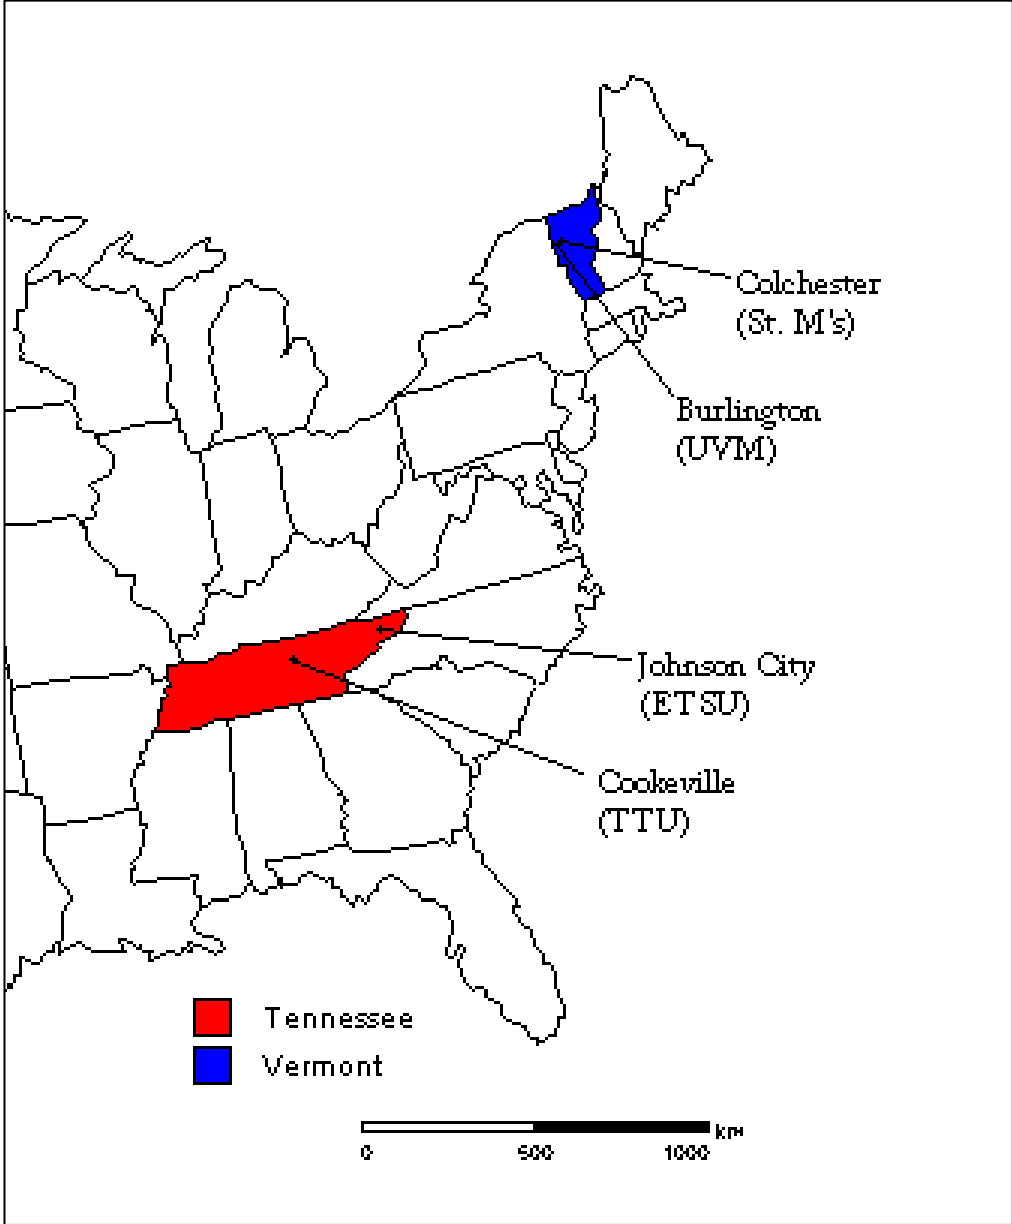 Colchester
(St. M's)
Burlington
(UVM)
Johnson City
(ETSU)
Cookeville
(TTU)
Tennessee
Vermont
km
0 500 1000